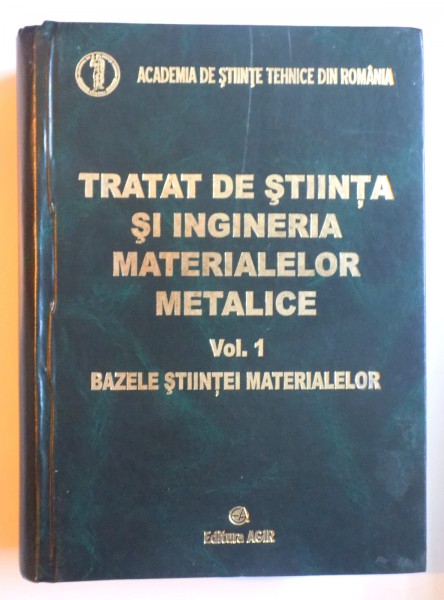 ACADEMIA DE ŞTIINŢE TEHNICE DIN ROMÂNIA
TRATAT DE ŞTIINŢA
ŞI INGINERIA
MATERIALELOR
METALICE
Vol. 1
BAZELE ŞTIINŢEI MATERIALELOR
Editura AGIR